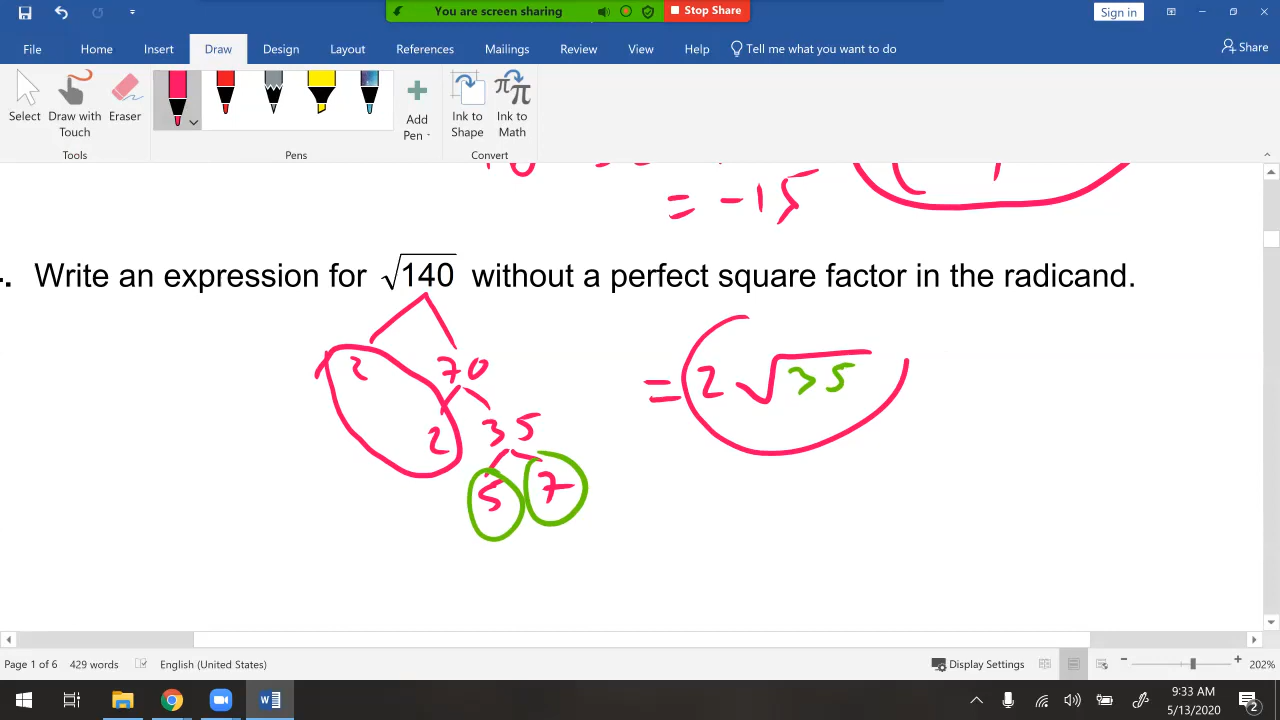 You are screen sharing Stop Share
Sign in
File Home Insert Draw Design Layout References Mailings Review View Help Tell me what you want to do Share
Select Draw with Touch Eraser Add Pen Ink to Shape Ink to Math
Tools Pens Convert
= -15
. Write an expression for √140 without a perfect square factor in the radicand.
2 70
= 2 √35
2 35
5 7
Page 1 of 6 429 words English (United States) Display Settings 202%
9:33 AM
5/13/2020
2